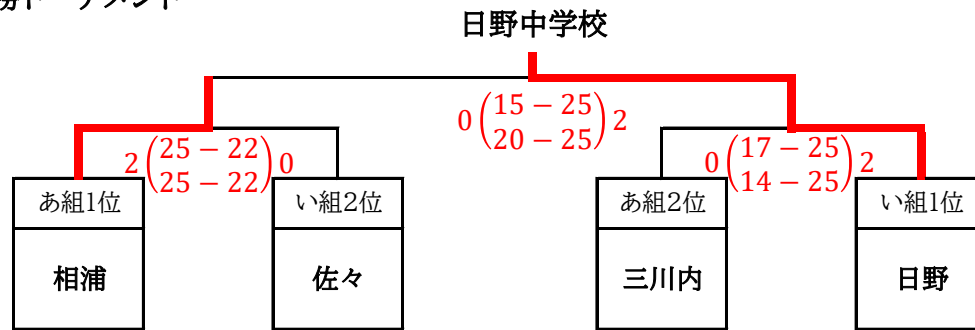 日野中学校
0 (15 – 25) 2
(20 – 25)
2 (25 – 22) 0
(25 – 22)
0 (17 – 25) 2
(14 – 25)
あ組1位 い組2位 あ組2位 い組1位
相浦 佐々 三川内 日野